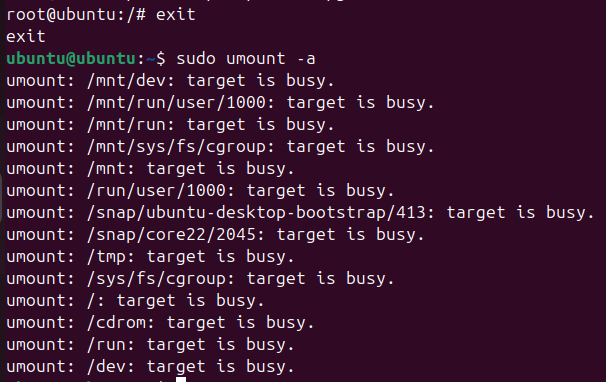 root@ubuntu:/# exit
exit
ubuntu@ubuntu:~$ sudo umount -a
umount: /mnt/dev: target is busy.
umount: /mnt/run/user/1000: target is busy.
umount: /mnt/run: target is busy.
umount: /mnt/sys/fs/cgroup: target is busy.
umount: /mnt: target is busy.
umount: /run/user/1000: target is busy.
umount: /snap/ubuntu-desktop-bootstrap/413: target is busy.
umount: /snap/core22/2045: target is busy.
umount: /tmp: target is busy.
umount: /sys/fs/cgroup: target is busy.
umount: /: target is busy.
umount: /cdrom: target is busy.
umount: /run: target is busy.
umount: /dev: target is busy.